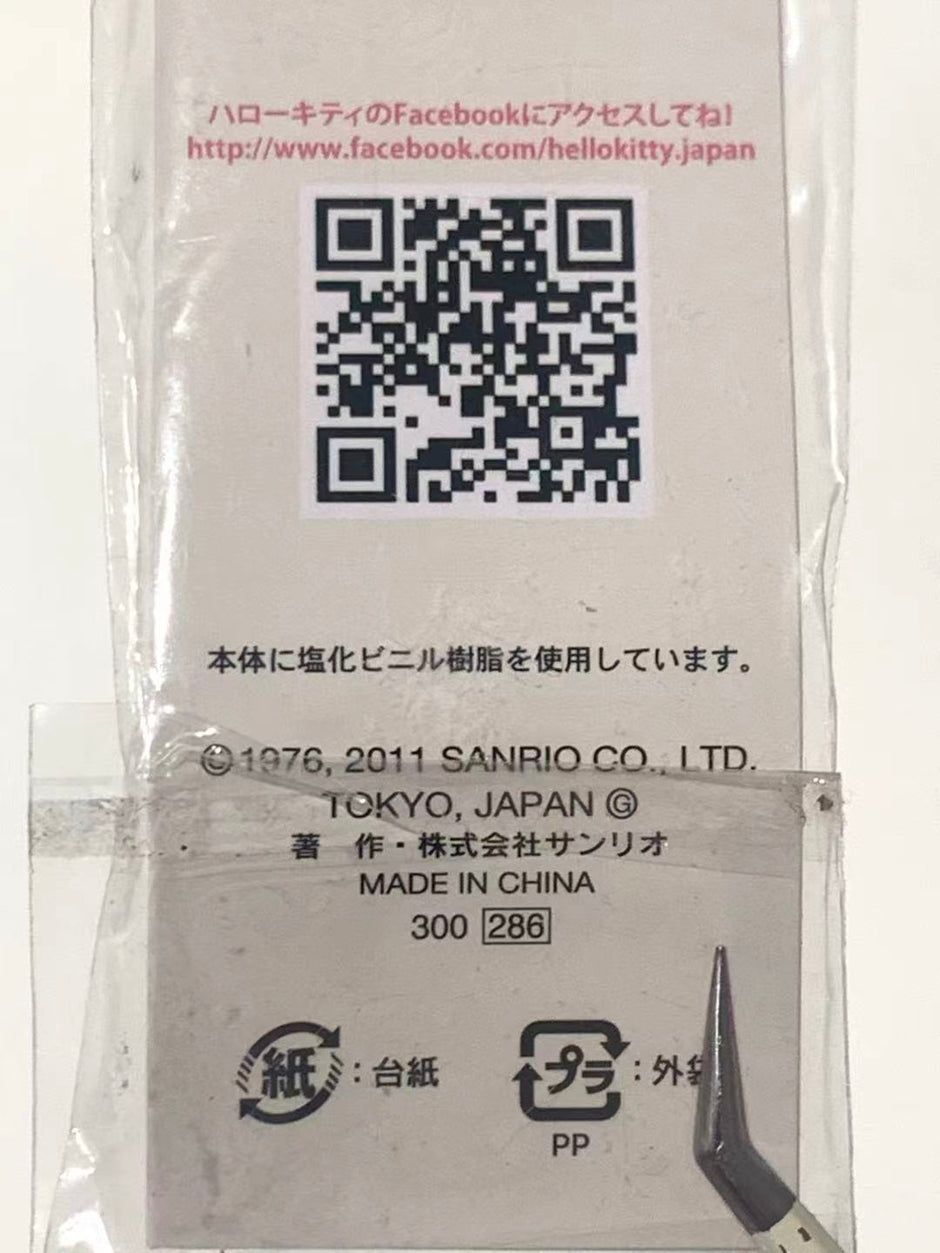 ハローキティのFacebookにアクセスしてね!
http://www.facebook.com/hellokitty.japan
本体に塩化ビニル樹脂を使用しています。
©1976, 2011 SANRIO CO., LTD.
TOKYO, JAPAN Ⓖ
著 作・株式会社サンリオ
MADE IN CHINA
300 286
紙:台紙
プラ:外袋
PP